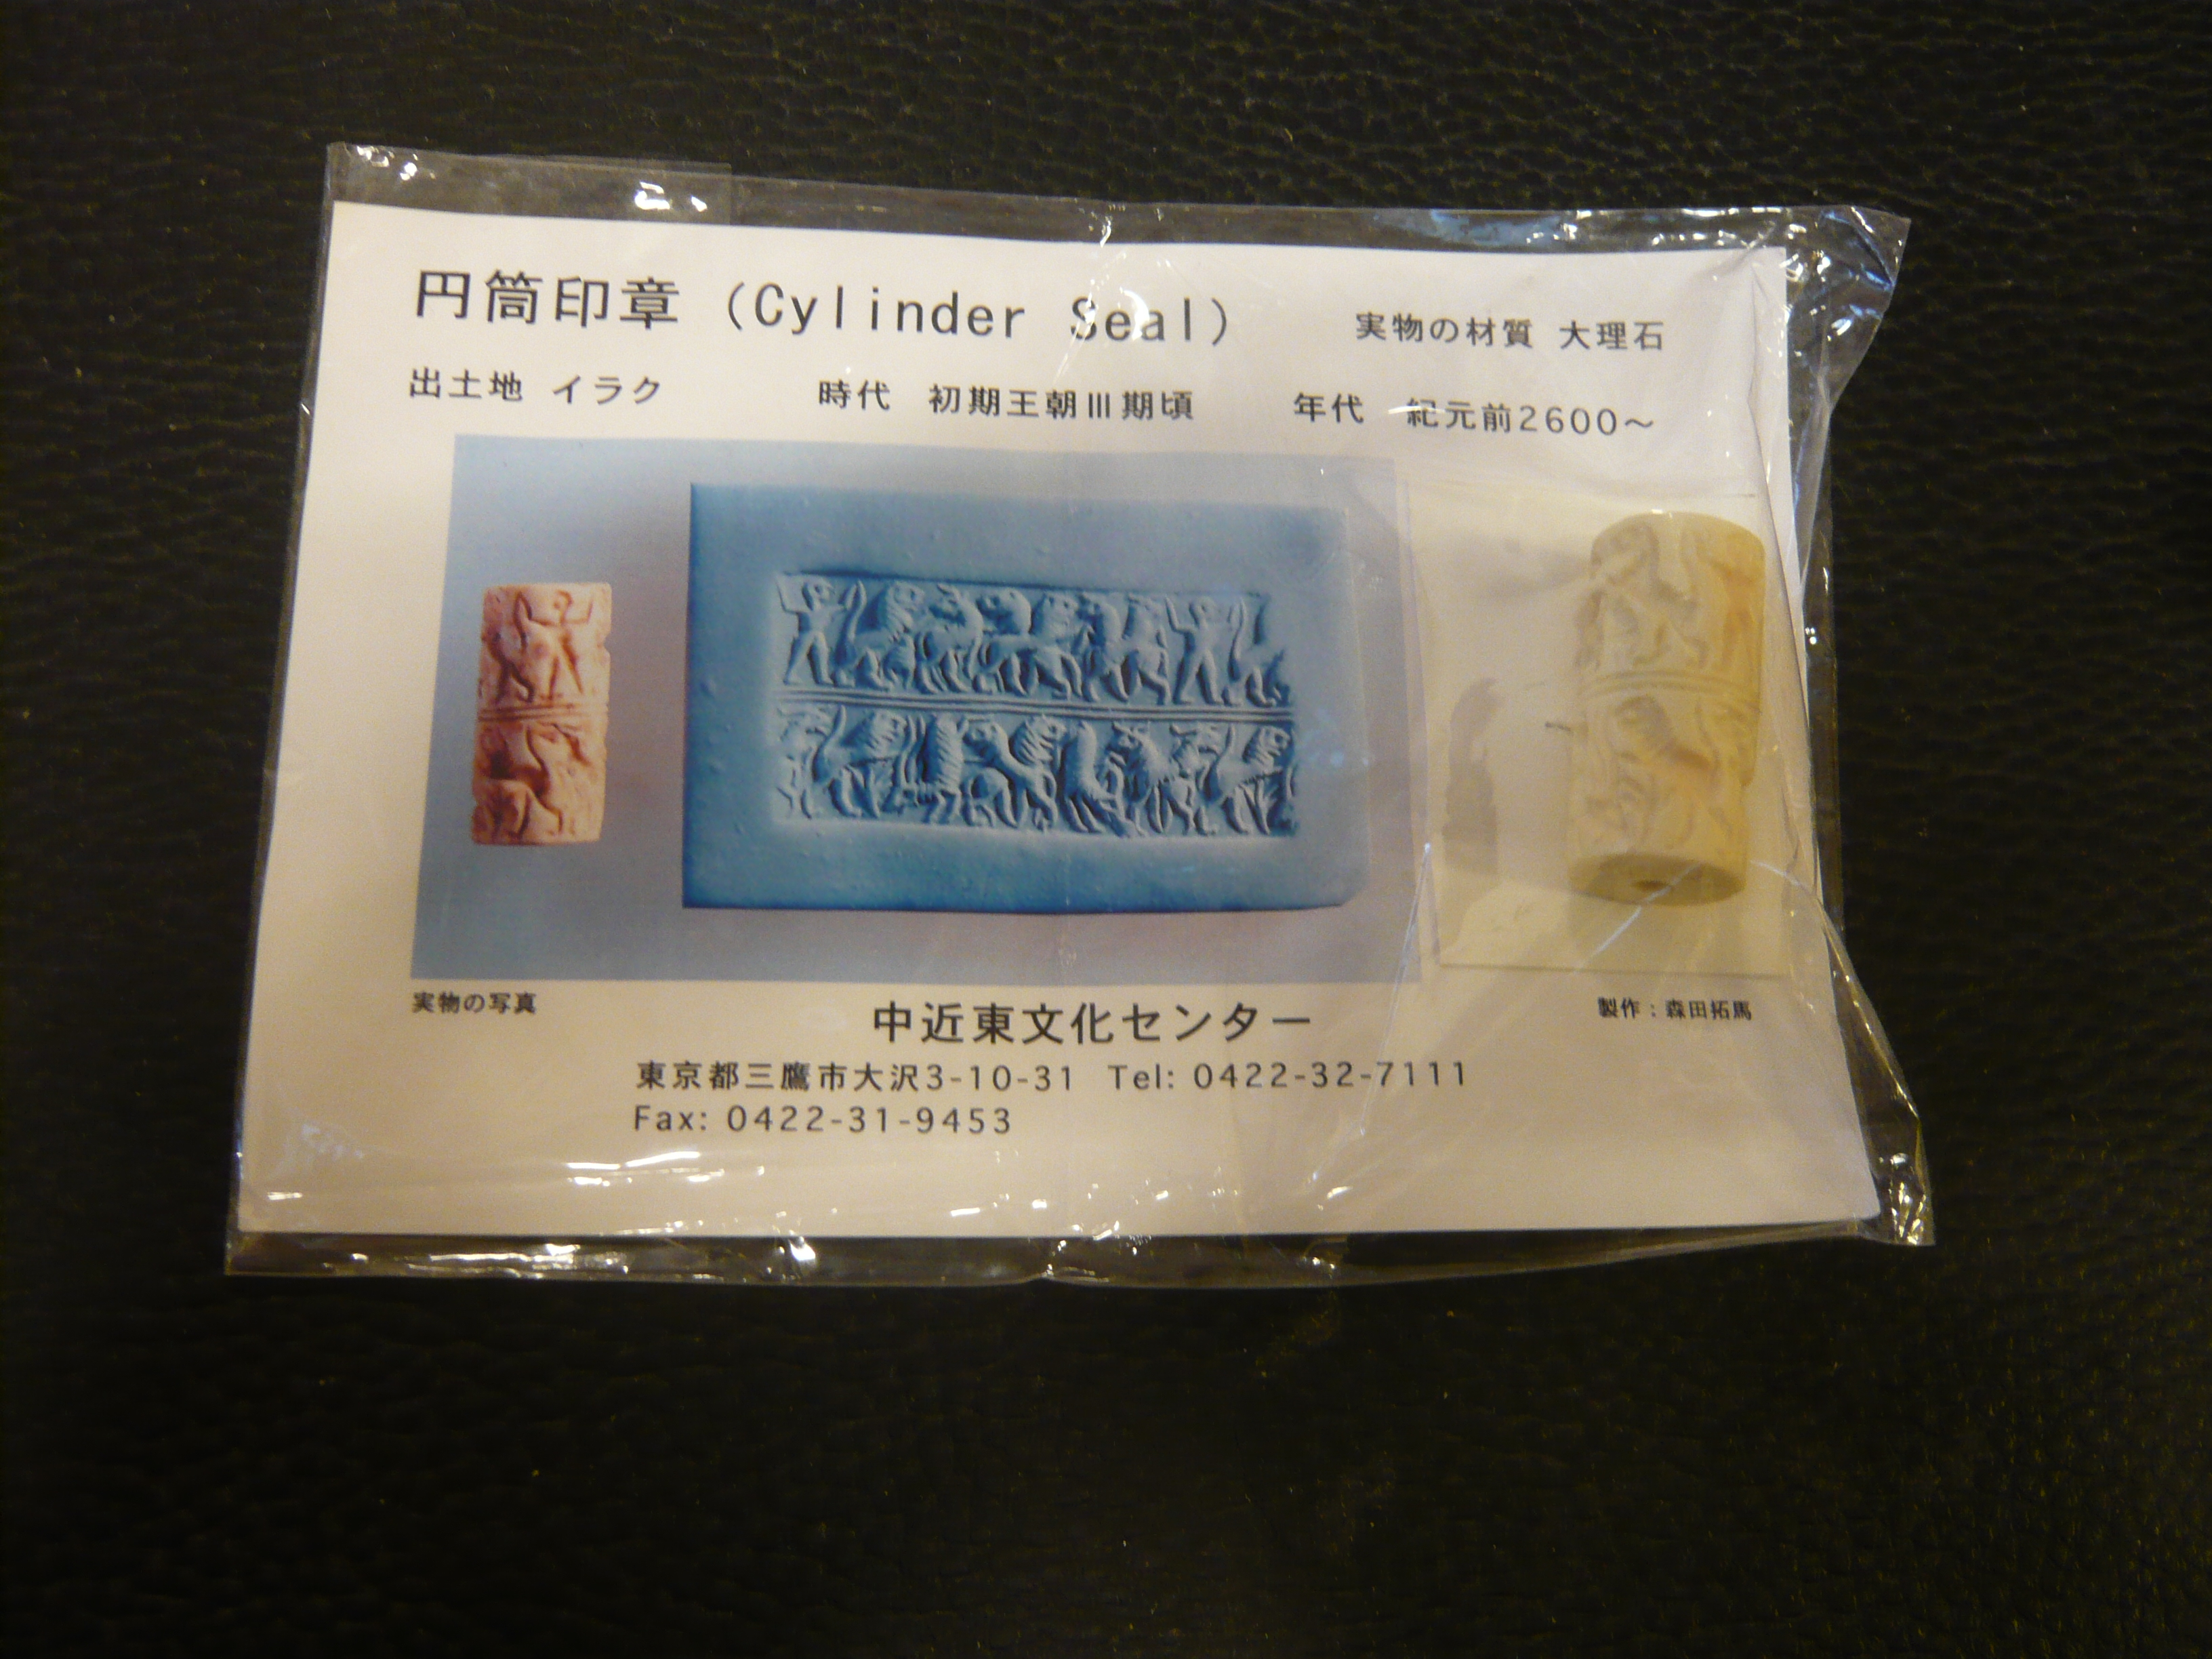 円筒印章 (Cylinder Seal)
実物の材質 大理石
出土地 イラク 時代 初期王朝Ⅲ期頃 年代 紀元前2600～
実物の写真
製作：森田拓馬
中近東文化センター
東京都三鷹市大沢3-10-31 Tel: 0422-32-7111
Fax: 0422-31-9453